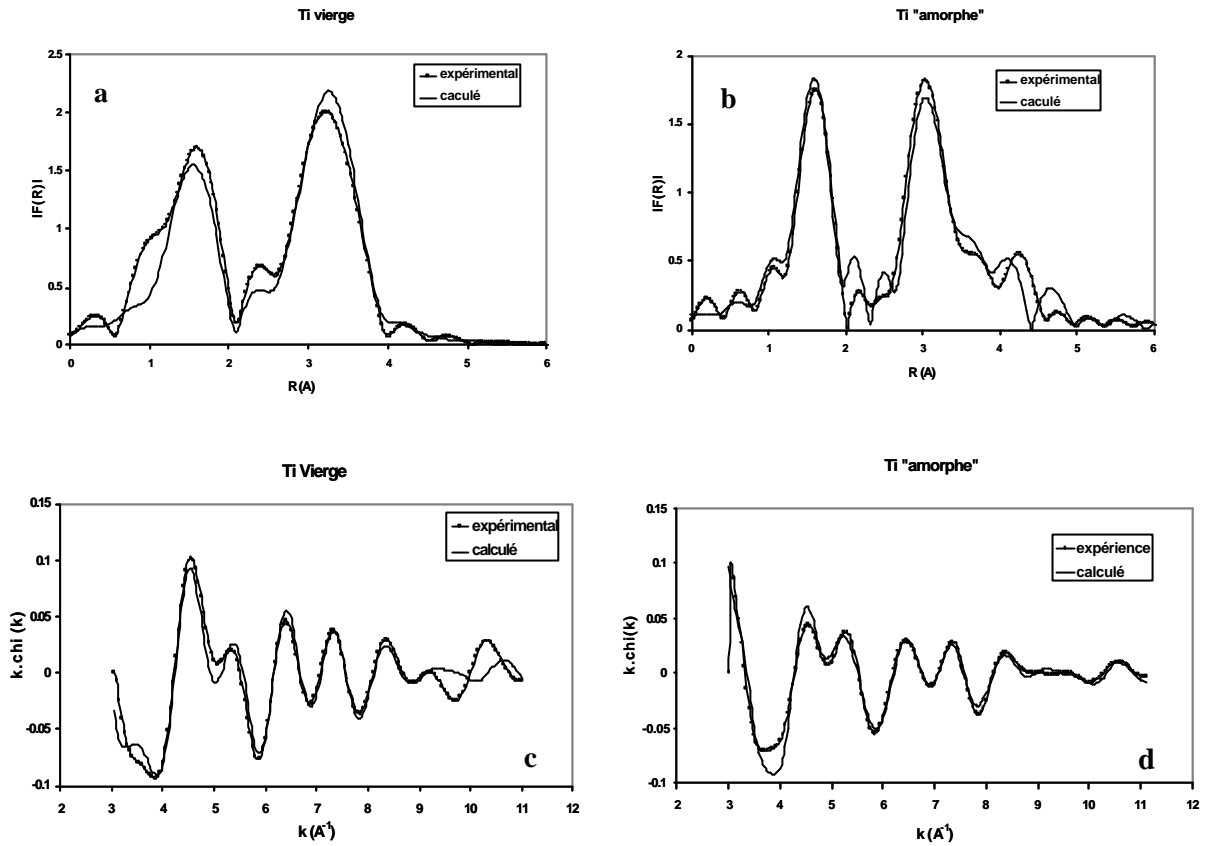 Ti vierge
2.5
2
1.5
1
0.5
0
0 1 2 3 4 5 6
IF(R)I
R (A)
a
expérimental
caculé
Ti "amorphe"
2
1.5
1
0.5
0
0 1 2 3 4 5 6
IF(R)I
R (A)
b
expérimental
calculé
Ti Vierge
0.15
0.1
0.05
0
-0.05
-0.1
2 3 4 5 6 7 8 9 10 11 12
k.chi (k)
k (A⁻¹)
c
expérimental
calculé
Ti "amorphe"
0.15
0.1
0.05
0
-0.05
-0.1
2 3 4 5 6 7 8 9 10 11 12
k.chi(k)
k (A⁻¹)
d
expérience
calculé